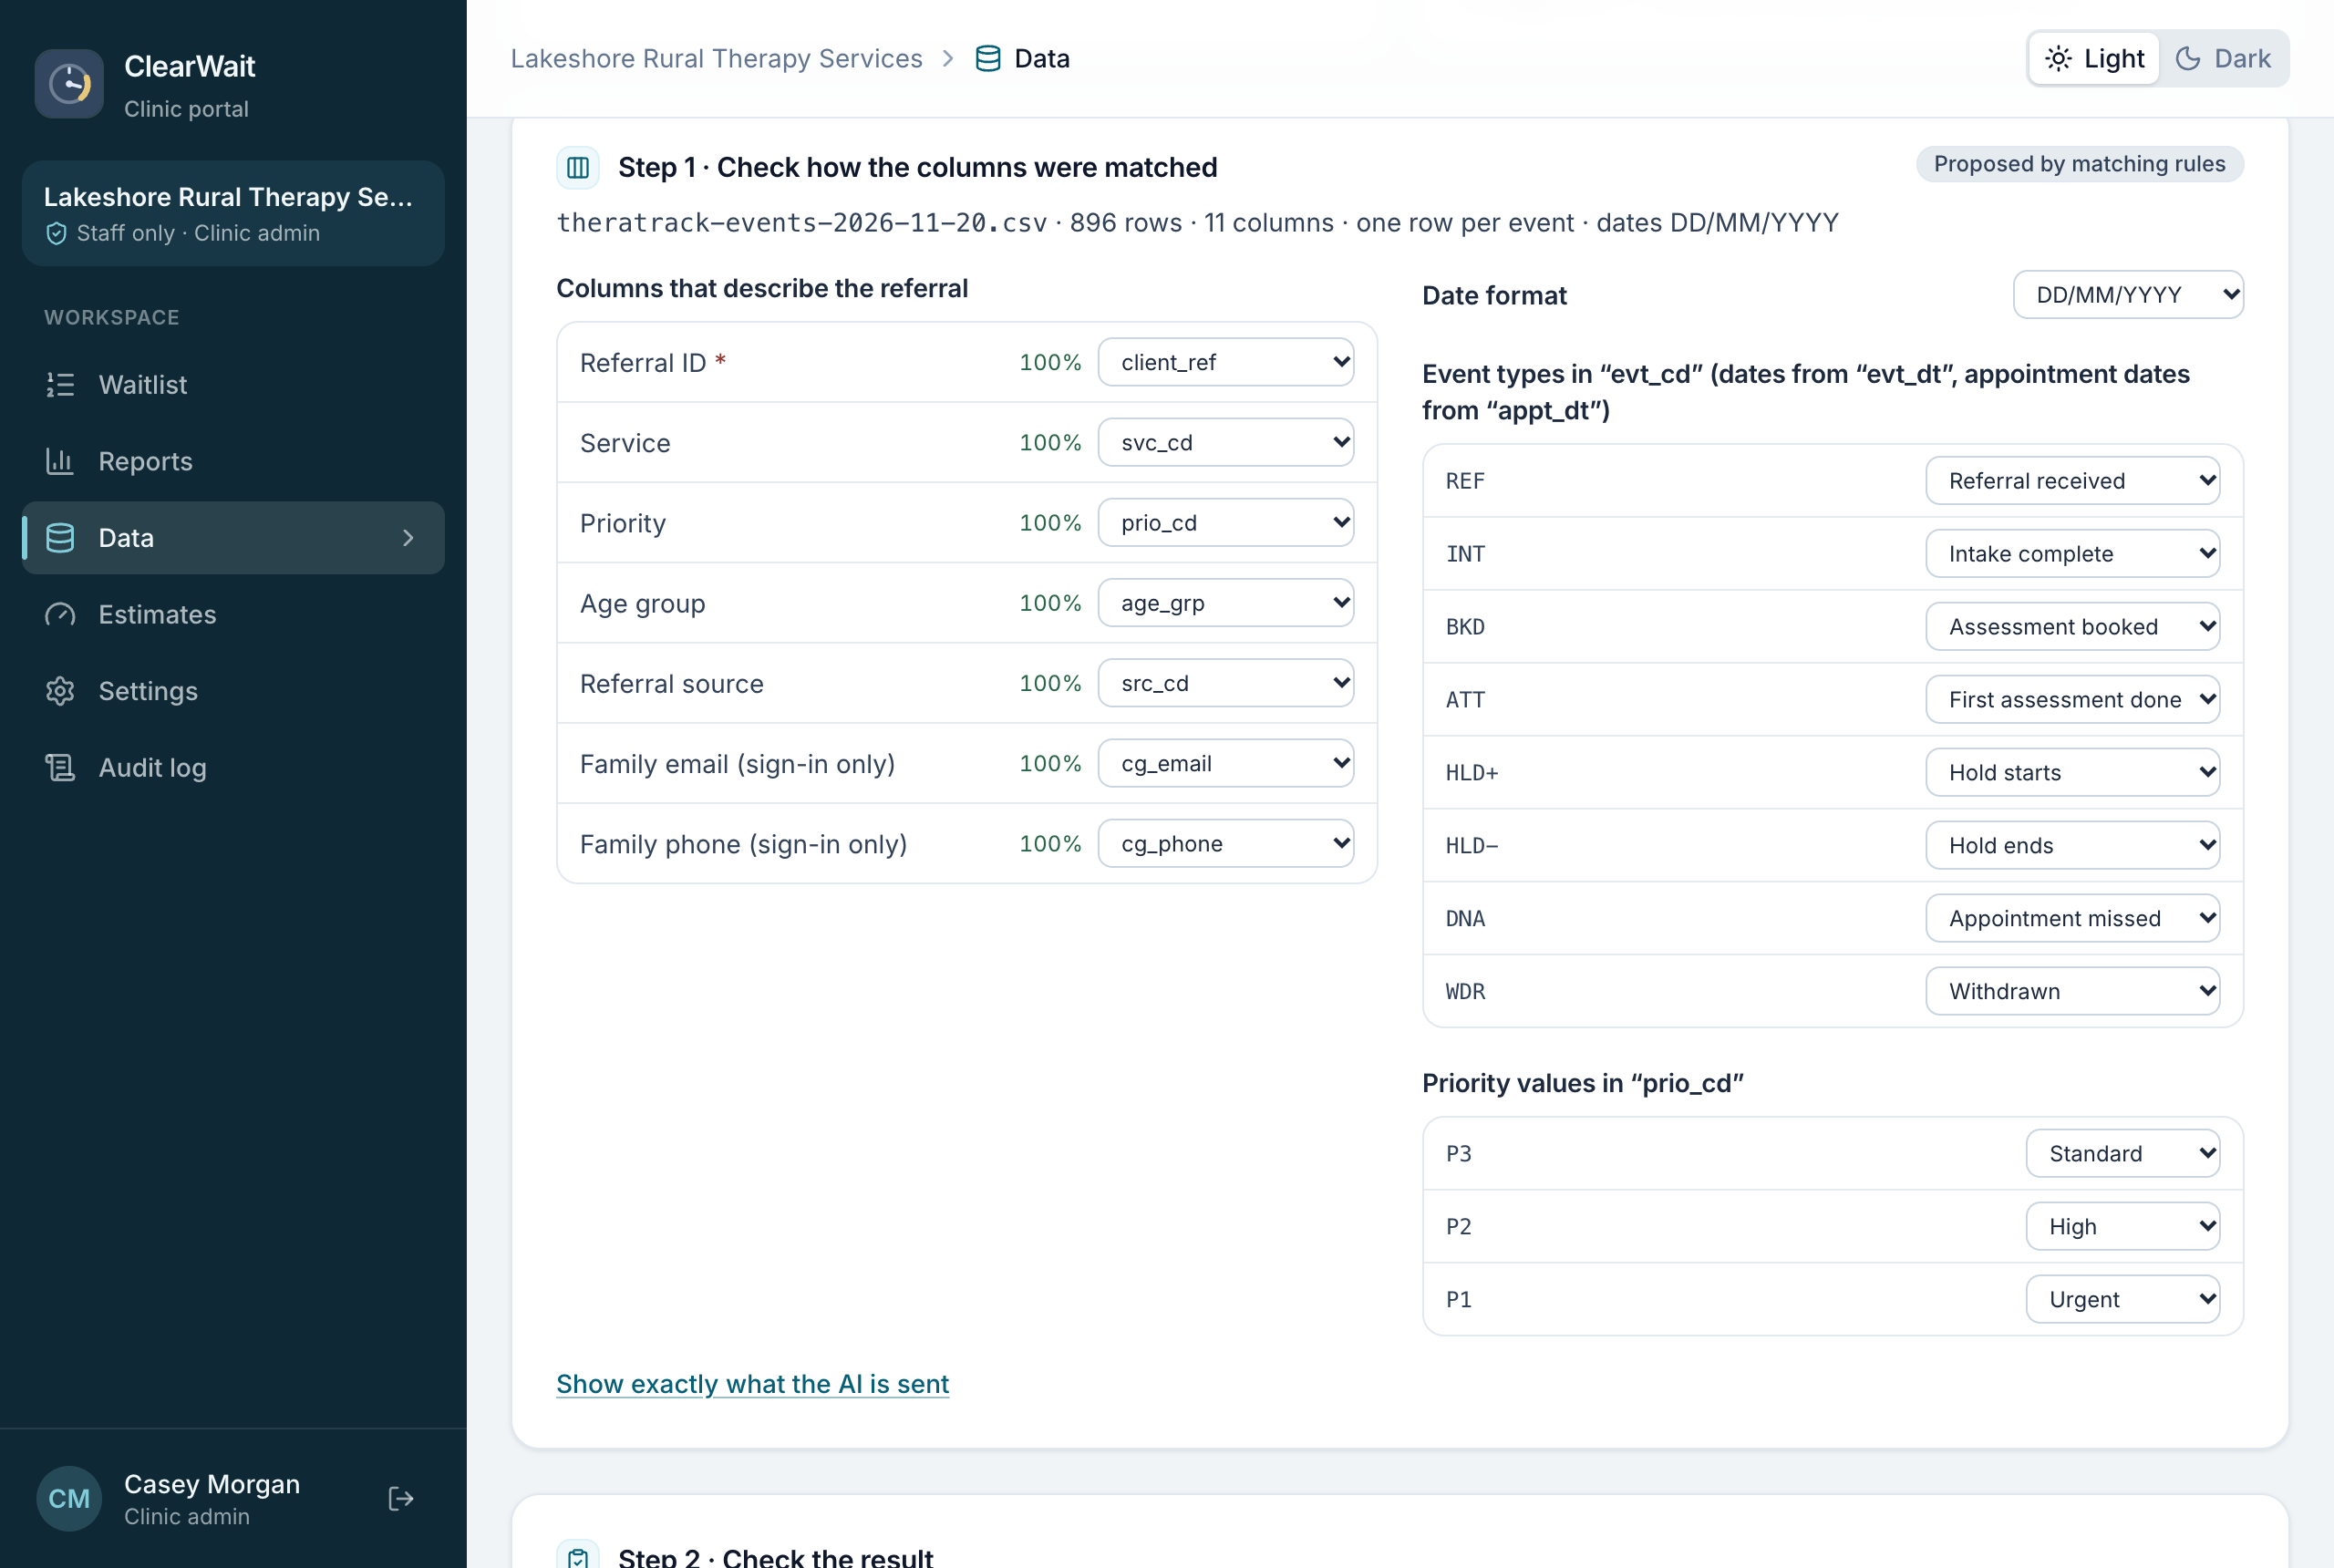 ClearWait
Clinic portal
Lakeshore Rural Therapy Se...
Staff only · Clinic admin
WORKSPACE
Waitlist
Reports
Data
Estimates
Settings
Audit log
CM
Casey Morgan
Clinic admin
Lakeshore Rural Therapy Services > Data
Light
Dark
Step 1 · Check how the columns were matched
Proposed by matching rules
theratrack-events-2026-11-20.csv · 896 rows · 11 columns · one row per event · dates DD/MM/YYYY
Columns that describe the referral
Referral ID * 100% client_ref
Service 100% svc_cd
Priority 100% prio_cd
Age group 100% age_grp
Referral source 100% src_cd
Family email (sign-in only) 100% cg_email
Family phone (sign-in only) 100% cg_phone
Date format DD/MM/YYYY
Event types in “evt_cd” (dates from “evt_dt”, appointment dates
from “appt_dt”)
REF Referral received
INT Intake complete
BKD Assessment booked
ATT First assessment done
HLD+ Hold starts
HLD− Hold ends
DNA Appointment missed
WDR Withdrawn
Priority values in “prio_cd”
P3 Standard
P2 High
P1 Urgent
Show exactly what the AI is sent
Step 2 · Check the result